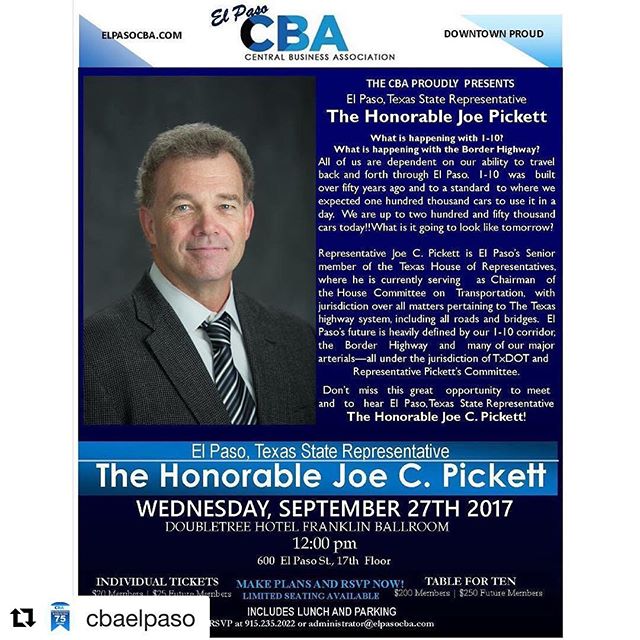 ELPASOCBA.COM
El Paso
CBA
CENTRAL BUSINESS ASSOCIATION
DOWNTOWN PROUD
THE CBA PROUDLY PRESENTS
El Paso, Texas State Representative
The Honorable Joe Pickett
What is happening with 1-10?
What is happening with the Border Highway?
All of us are dependent on our ability to travel
back and forth through El Paso. 1-10 was built
over fifty years ago and to a standard to where we
expected one hundred thousand cars to use it in a
day. We are up to two hundred and fifty thousand
cars today!!What is it going to look like tomorrow?
Representative Joe C. Pickett is El Paso's Senior
member of the Texas House of Representatives,
where he is currently serving as Chairman of
the House Committee on Transportation, with
jurisdiction over all matters pertaining to The Texas
highway system, including all roads and bridges. El
Paso's future is heavily defined by our 1-10 corridor,
the Border Highway and many of our major
arterials—all under the jurisdiction of TxDOT and
Representative Pickett's Committee.
Don't miss this great opportunity to meet
and to hear El Paso, Texas State Representative
The Honorable Joe C. Pickett!
El Paso, Texas State Representative
The Honorable Joe C. Pickett
WEDNESDAY, SEPTEMBER 27TH 2017
DOUBLETREE HOTEL FRANKLIN BALLROOM
12:00 pm
600 El Paso St., 17th Floor
INDIVIDUAL TICKETS
$20 Members | $25 Future Members
MAKE PLANS AND RSVP NOW!
LIMITED SEATING AVAILABLE
TABLE FOR TEN
$200 Members | $250 Future Members
INCLUDES LUNCH AND PARKING
RSVP at 915.235.2022 or administrator@elpasocba.com
75
cbaelpaso